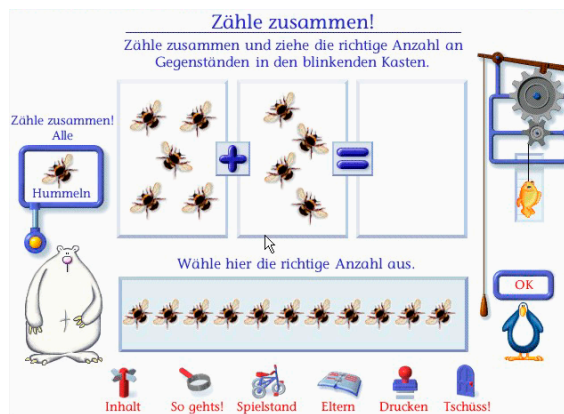 Zähle zusammen!
Zähle zusammen und ziehe die richtige Anzahl an
Gegenständen in den blinkenden Kasten.
Zähle zusammen!
Alle
Hummeln
Wähle hier die richtige Anzahl aus.
OK
Inhalt
So gehts!
Spielstand
Eltern
Drucken
Tschüss!